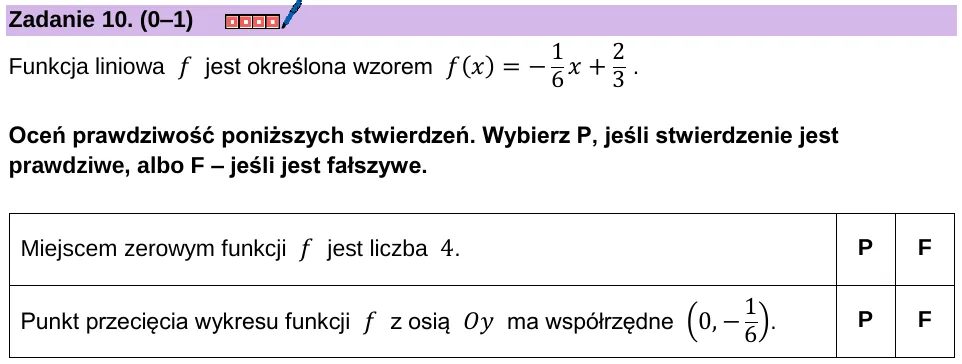 Zadanie 10. (0–1)
Funkcja liniowa f jest określona wzorem f(x) = −1/6 x + 2/3 .
Oceń prawdziwość poniższych stwierdzeń. Wybierz P, jeśli stwierdzenie jest
prawdziwe, albo F – jeśli jest fałszywe.
Miejscem zerowym funkcji f jest liczba 4. P F
Punkt przecięcia wykresu funkcji f z osią Oy ma współrzędne (0, −1/6). P F